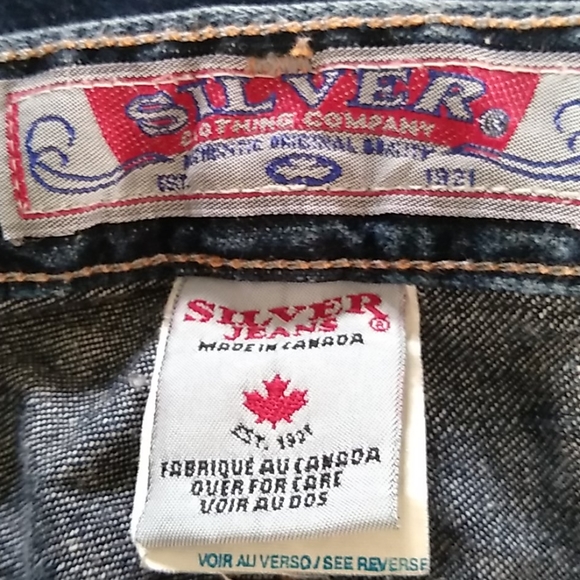 SILVER®
CLOTHING COMPANY
AUTHENTIC ORIGINAL QUALITY
EST. 1921
SILVER
JEANS®
MADE IN CANADA
EST. 1921
FABRIQUÉ AU CANADA
OVER FOR CARE
VOIR AU DOS
VOIR AU VERSO/SEE REVERSE